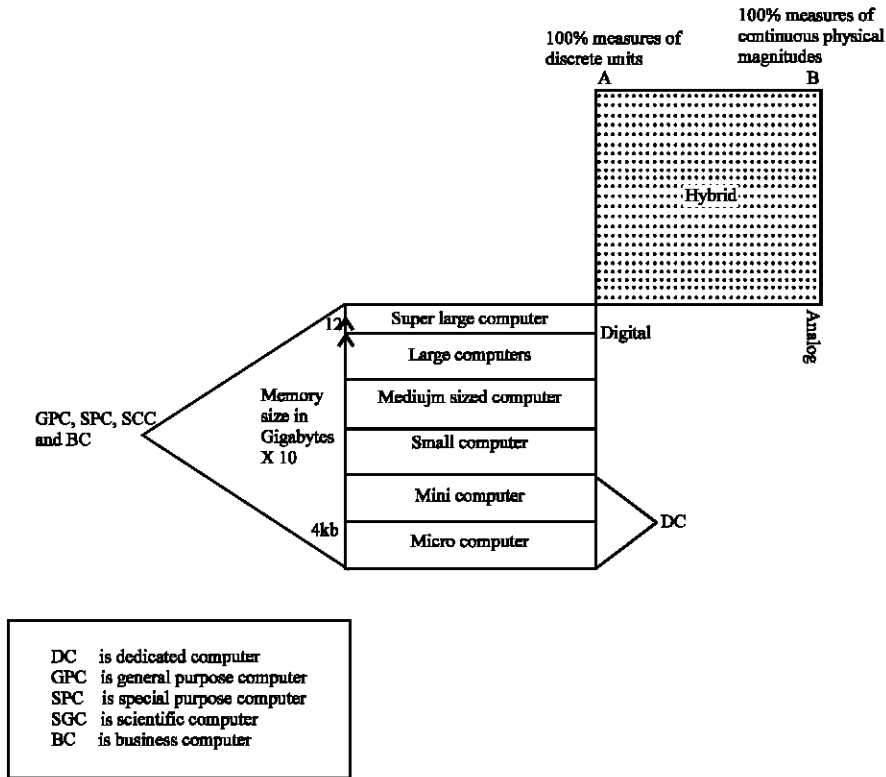 100% measures of
discrete units
A
100% measures of
continuous physical
magnitudes
B
Hybrid
12
Super large computer
Digital
Analog
Large computers
GPC, SPC, SCC
and BC
Memory
size in
Gigabytes
X 10
Mediujm sized computer
Small computer
Mini computer
4kb
Micro computer
DC
DC is dedicated computer
GPC is general purpose computer
SPC is special purpose computer
SGC is scientific computer
BC is business computer